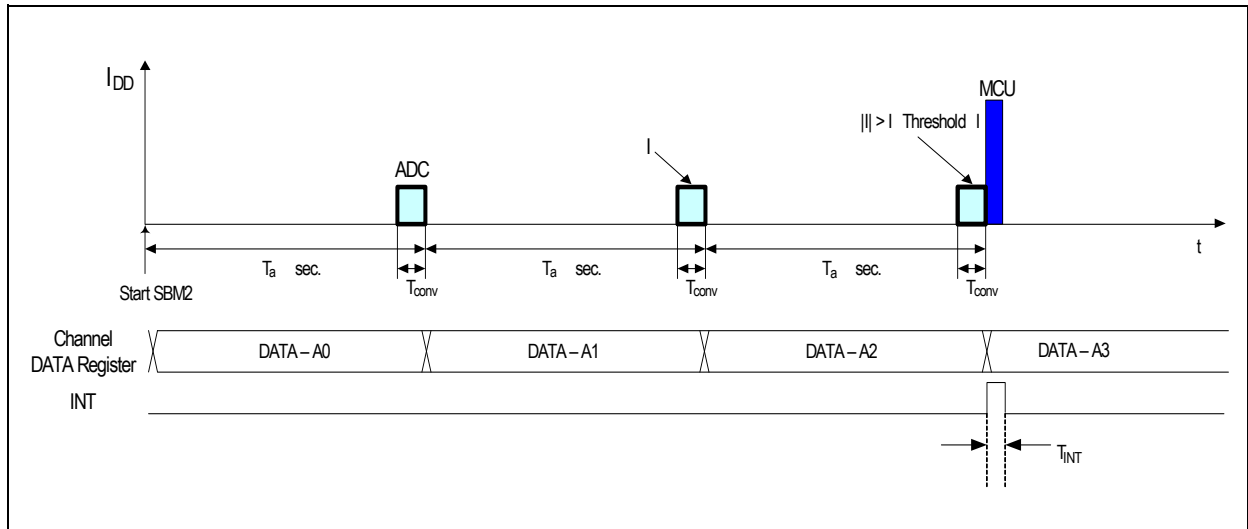 I DD
MCU
||I| > I Threshold I
I
ADC
t
Ta sec.
Ta sec.
Ta sec.
Start SBM2
Tconv
Tconv
Tconv
Channel
DATA Register
DATA – A0
DATA – A1
DATA – A2
DATA – A3
INT
TINT